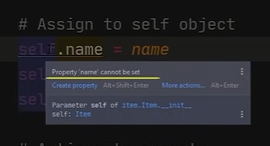 # Assign to self object
self.name = name
Property 'name' cannot be set
Create property Alt+Shift+Enter More actions... Alt+Enter
Parameter self of item.Item.__init__
self: Item